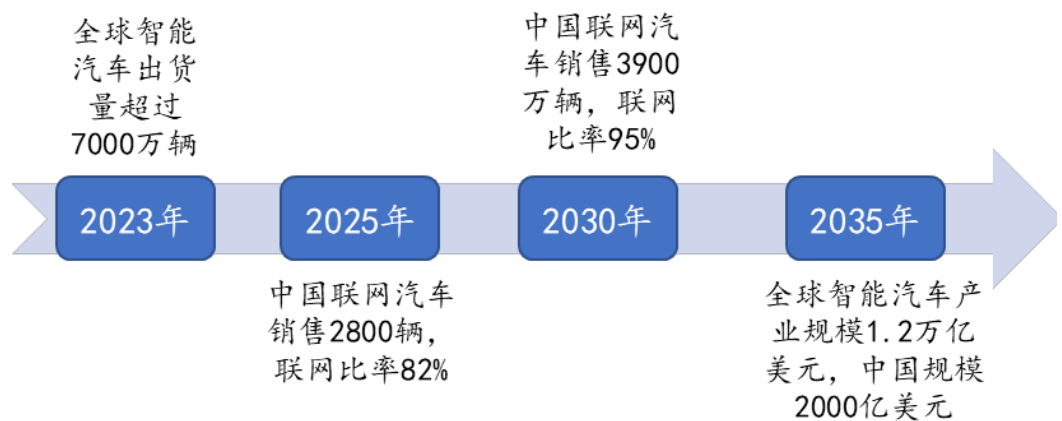 全球智能
汽车出货
量超过
7000万辆
中国联网汽
车销售3900
万辆，联网
比率95%
2023年
2025年
2030年
2035年
中国联网汽车
销售2800辆，
联网比率82%
全球智能汽车产
业规模1.2万亿
美元，中国规模
2000亿美元